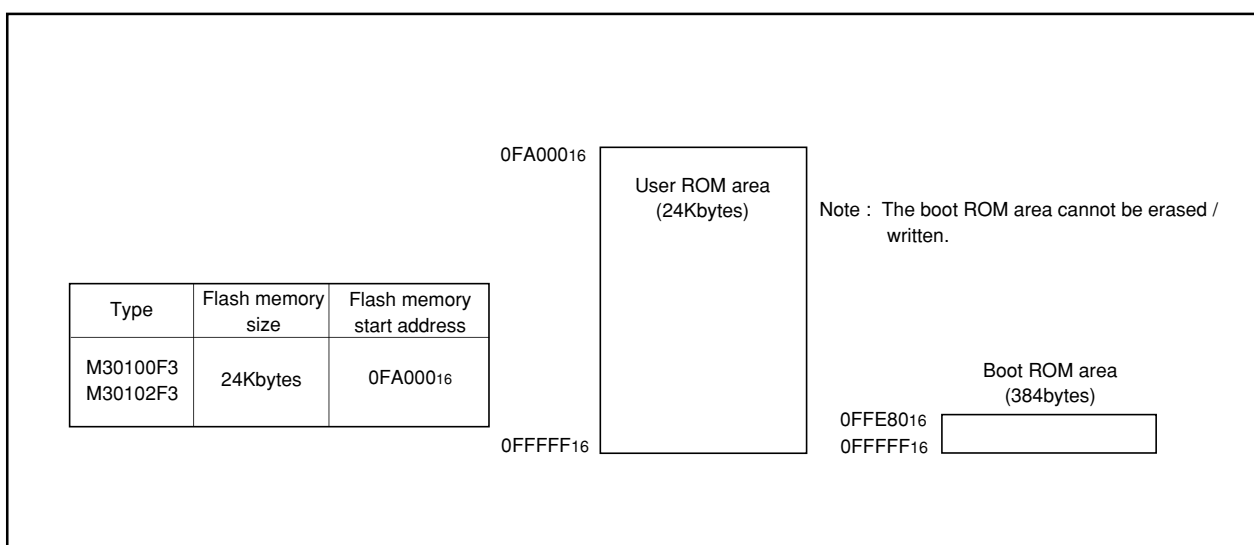 0FA00016
User ROM area
(24Kbytes)
Note : The boot ROM area cannot be erased /
written.
Type
Flash memory
size
Flash memory
start address
M30100F3
M30102F3
24Kbytes
0FA00016
0FFFFF16
Boot ROM area
(384bytes)
0FFE8016
0FFFFF16